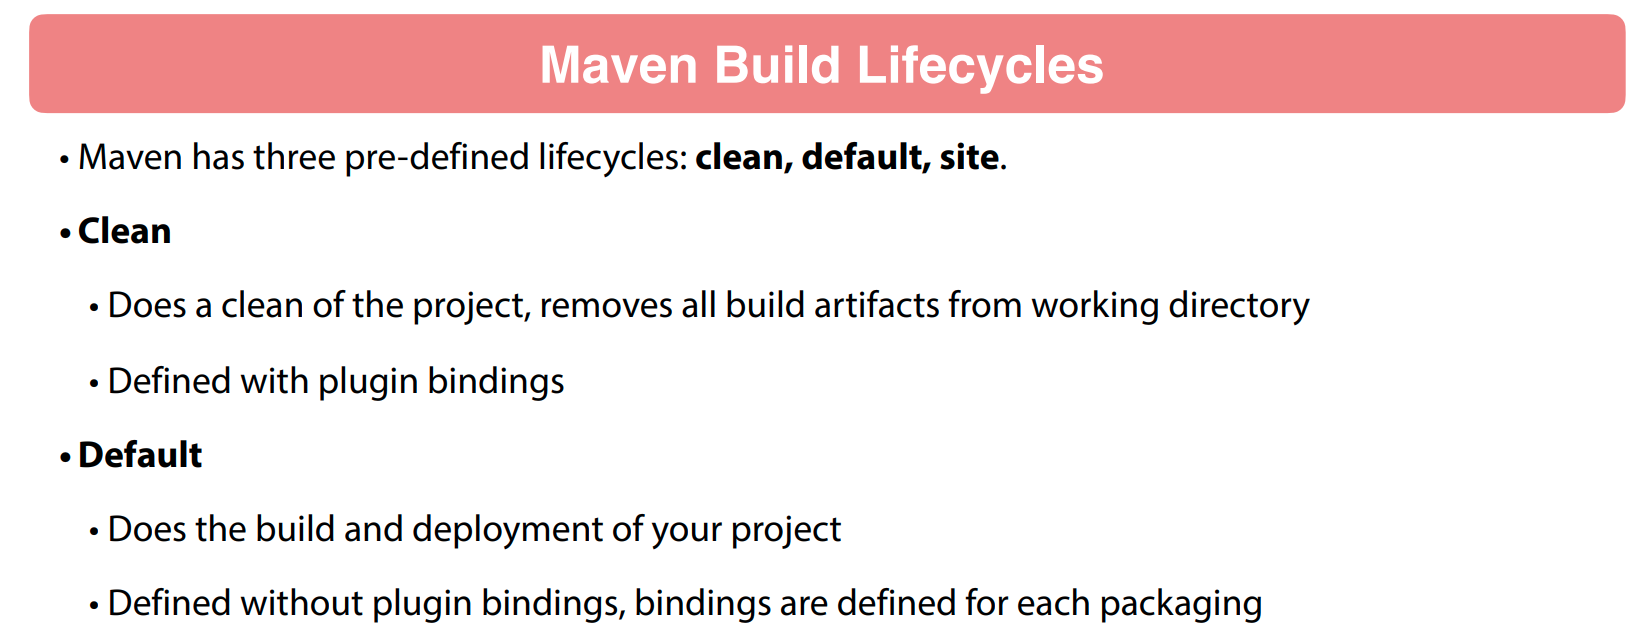 Maven Build Lifecycles
• Maven has three pre-defined lifecycles: clean, default, site.
• Clean
• Does a clean of the project, removes all build artifacts from working directory
• Defined with plugin bindings
• Default
• Does the build and deployment of your project
• Defined without plugin bindings, bindings are defined for each packaging